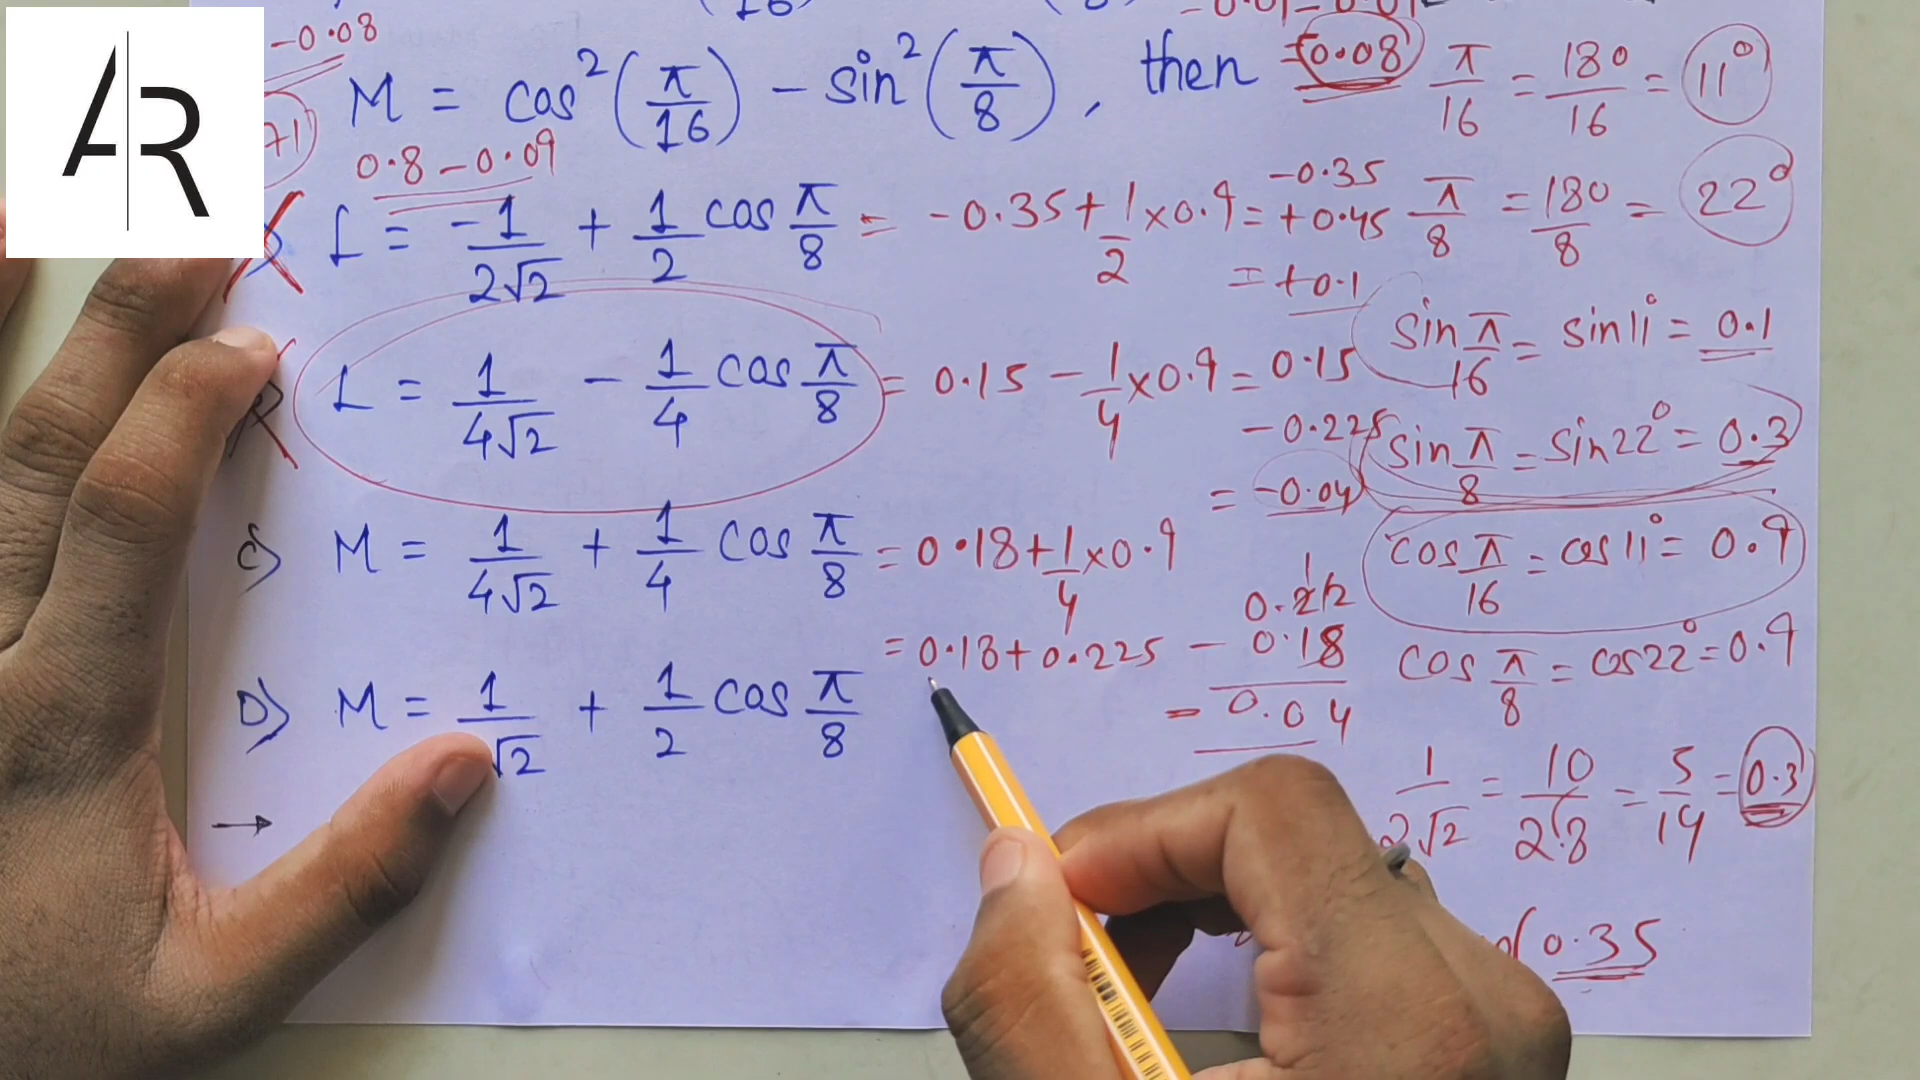 AR
-0.08
M = cos²(π/16) - sin²(π/8), then
=-0.08
π/16 = 180/16 = 11°
71)
0.8 - 0.09
L = -1/2√2 + 1/2 cos π/8 = -0.35 + 1/2 × 0.9 = -0.35 + 0.45
= +0.1
π/8 = 180/8 = 22°
sin π/16 = sin 11° = 0.1
L = 1/4√2 - 1/4 cos π/8 = 0.15 - 1/4 × 0.9 = 0.15 - 0.225
= -0.04
sin π/8 = sin 22° = 0.3
C) M = 1/4√2 + 1/4 cos π/8 = 0.18 + 1/4 × 0.9
cos π/16 = cos 11° = 0.9
= 0.18 + 0.225
- 0.18
- 0.04
cos π/8 = cos 22° = 0.9
D) M = 1/√2 + 1/2 cos π/8
1/2√2 = 10/2.8 = 5/14 = 0.3
→
0.35